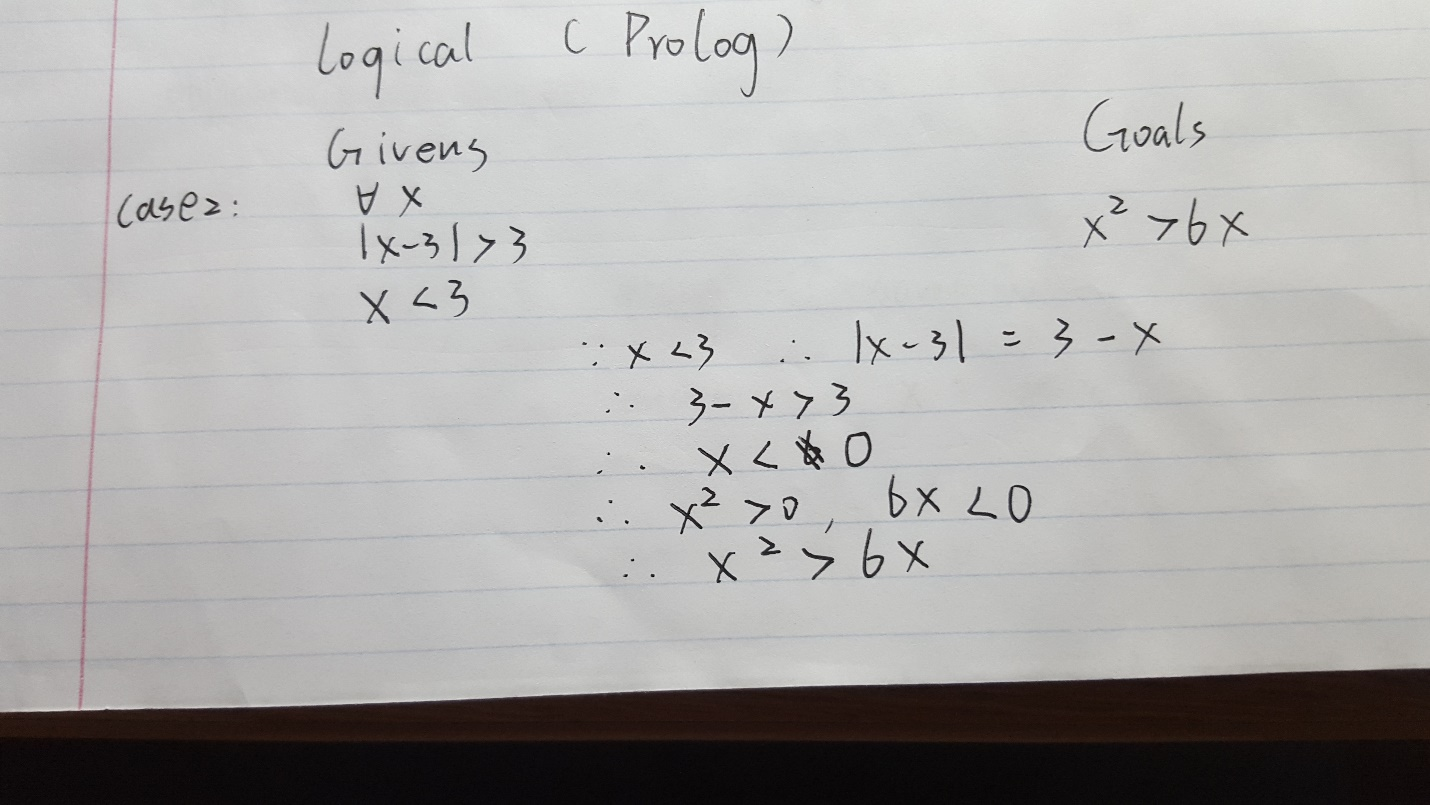 Logical (Prolog)
Givens Goals
Case2: ∀ x
|x-3| > 3 x² > 6x
x < 3
∵ x < 3 ∴ |x-3| = 3 - x
∴ 3 - x > 3
∴ x < 0
∴ x² > 0, 6x < 0
∴ x² > 6x